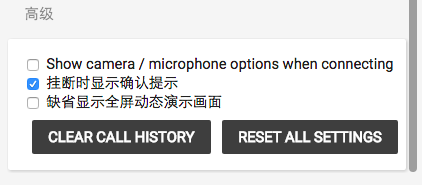 高级
Show camera / microphone options when connecting
挂断时显示确认提示
缺省显示全屏动态演示画面
CLEAR CALL HISTORY
RESET ALL SETTINGS